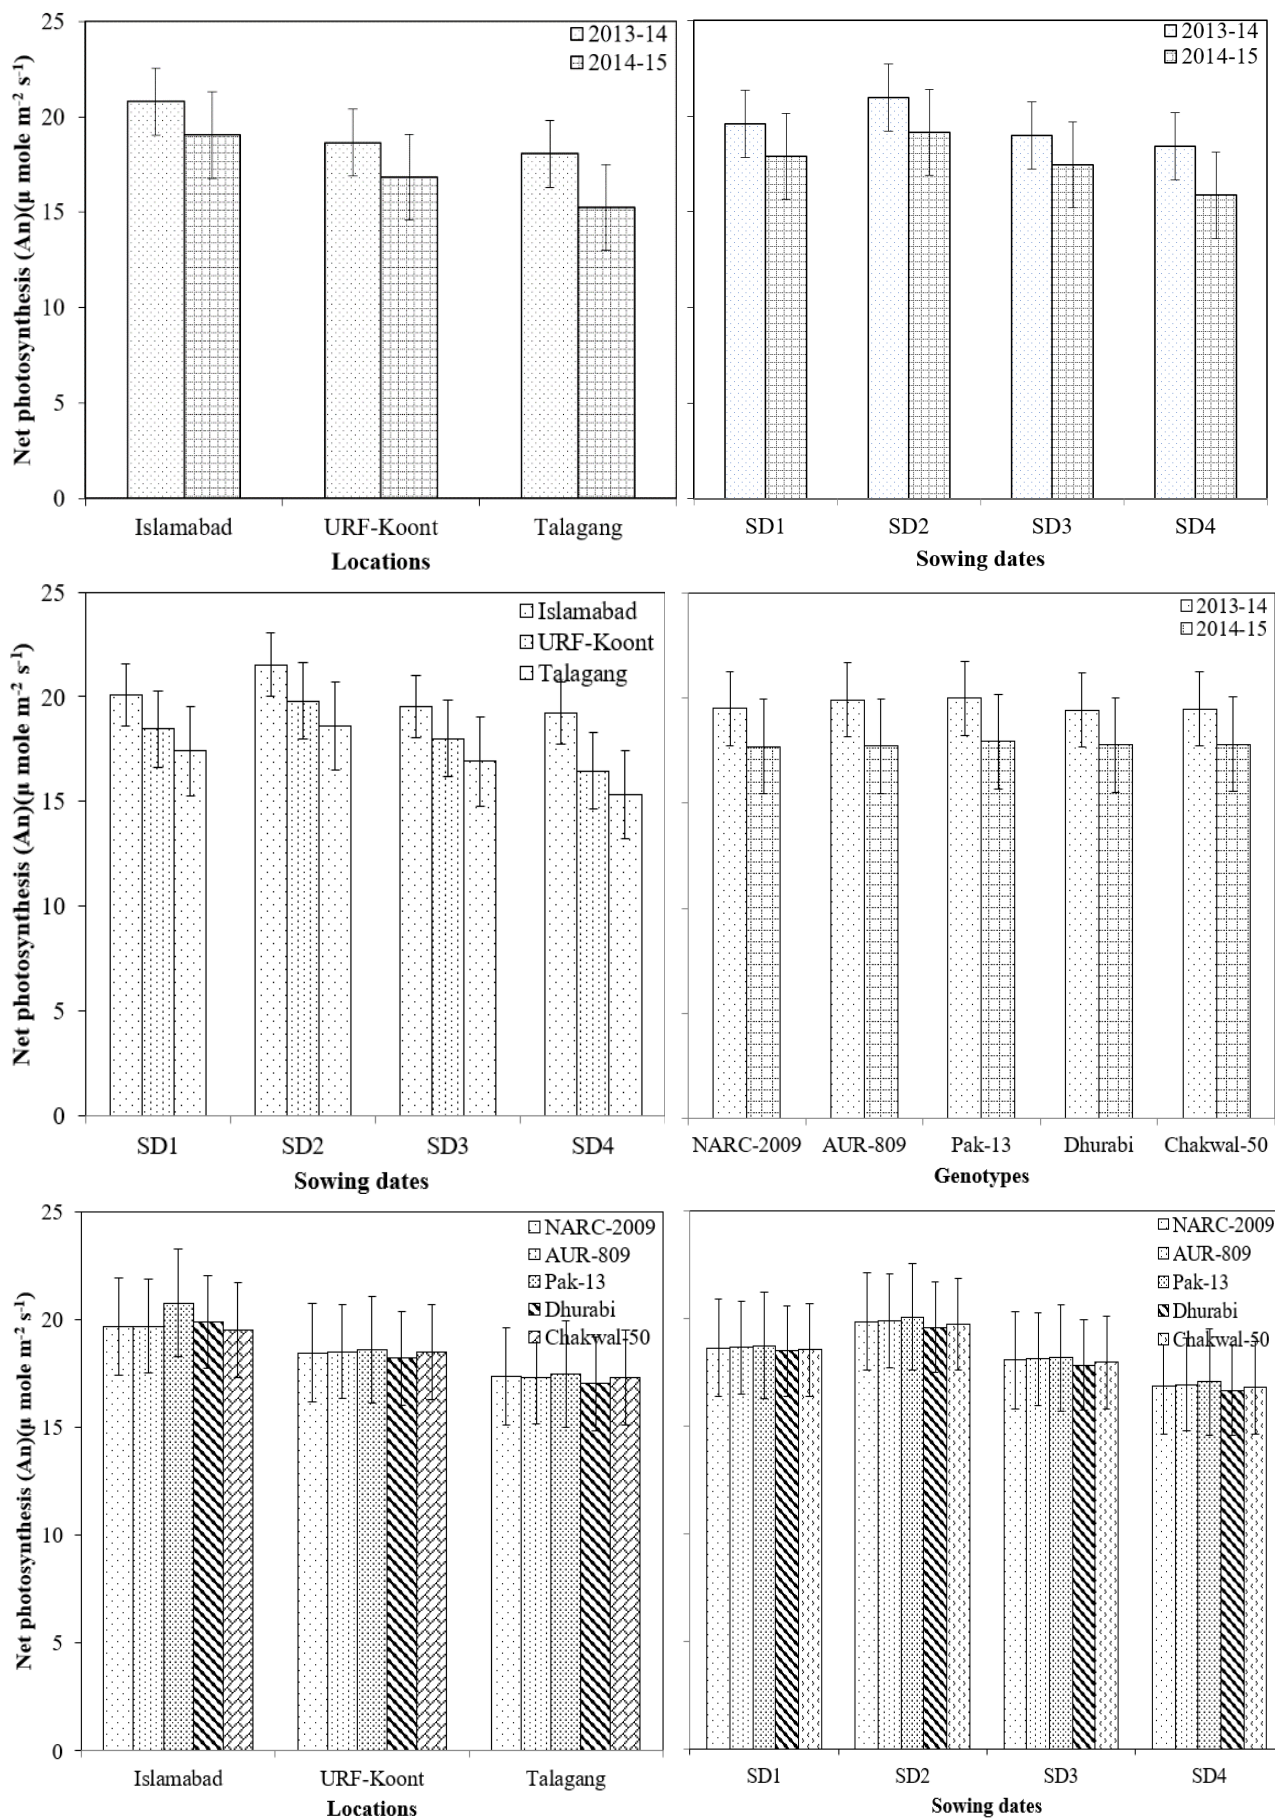 Net photosynthesis (An)(µ mole m⁻² s⁻¹)
25
20
15
10
5
0
2013-14
2014-15
Islamabad URF-Koont Talagang
Locations
2013-14
2014-15
SD1 SD2 SD3 SD4
Sowing dates
Net photosynthesis (An)(µ mole m⁻² s⁻¹)
25
20
15
10
5
0
Islamabad
URF-Koont
Talagang
SD1 SD2 SD3 SD4
Sowing dates
2013-14
2014-15
NARC-2009 AUR-809 Pak-13 Dhurabi Chakwal-50
Genotypes
Net photosynthesis (An)(µ mole m⁻² s⁻¹)
25
20
15
10
5
0
NARC-2009
AUR-809
Pak-13
Dhurabi
Chakwal-50
Islamabad URF-Koont Talagang
Locations
NARC-2009
AUR-809
Pak-13
Dhurabi
Chakwal-50
SD1 SD2 SD3 SD4
Sowing dates